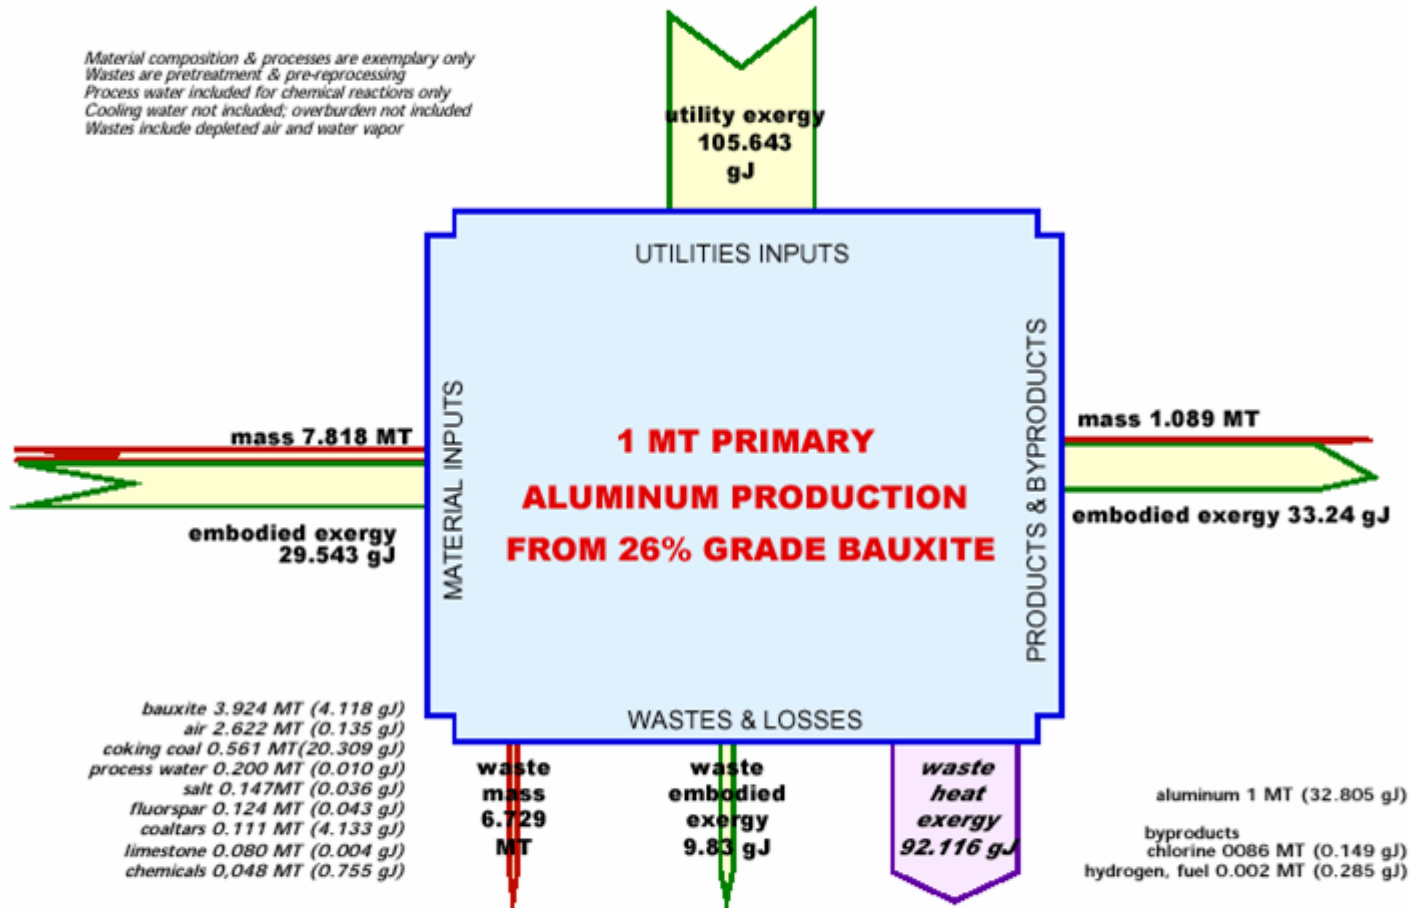 Material composition & processes are exemplary only
Wastes are pretreatment & pre-reprocessing
Process water included for chemical reactions only
Cooling water not included; overburden not included
Wastes include depleted air and water vapor
utility exergy
105.643
gJ
UTILITIES INPUTS
mass 7.818 MT
embodied exergy
29.543 gJ
MATERIAL INPUTS
1 MT PRIMARY
ALUMINUM PRODUCTION
FROM 26% GRADE BAUXITE
PRODUCTS & BYPRODUCTS
mass 1.089 MT
embodied exergy 33.24 gJ
WASTES & LOSSES
bauxite 3.924 MT (4.118 gJ)
air 2.622 MT (0.135 gJ)
coking coal 0.561 MT(20.309 gJ)
process water 0.200 MT (0.010 gJ)
salt 0.147MT (0.036 gJ)
fluorspar 0.124 MT (0.043 gJ)
coaltars 0.111 MT (4.133 gJ)
limestone 0.080 MT (0.004 gJ)
chemicals 0,048 MT (0.755 gJ)
waste
mass
6.729
MT
waste
embodied
exergy
9.83 gJ
waste
heat
exergy
92.116 gJ
aluminum 1 MT (32.805 gJ)
byproducts
chlorine 0086 MT (0.149 gJ)
hydrogen, fuel 0.002 MT (0.285 gJ)